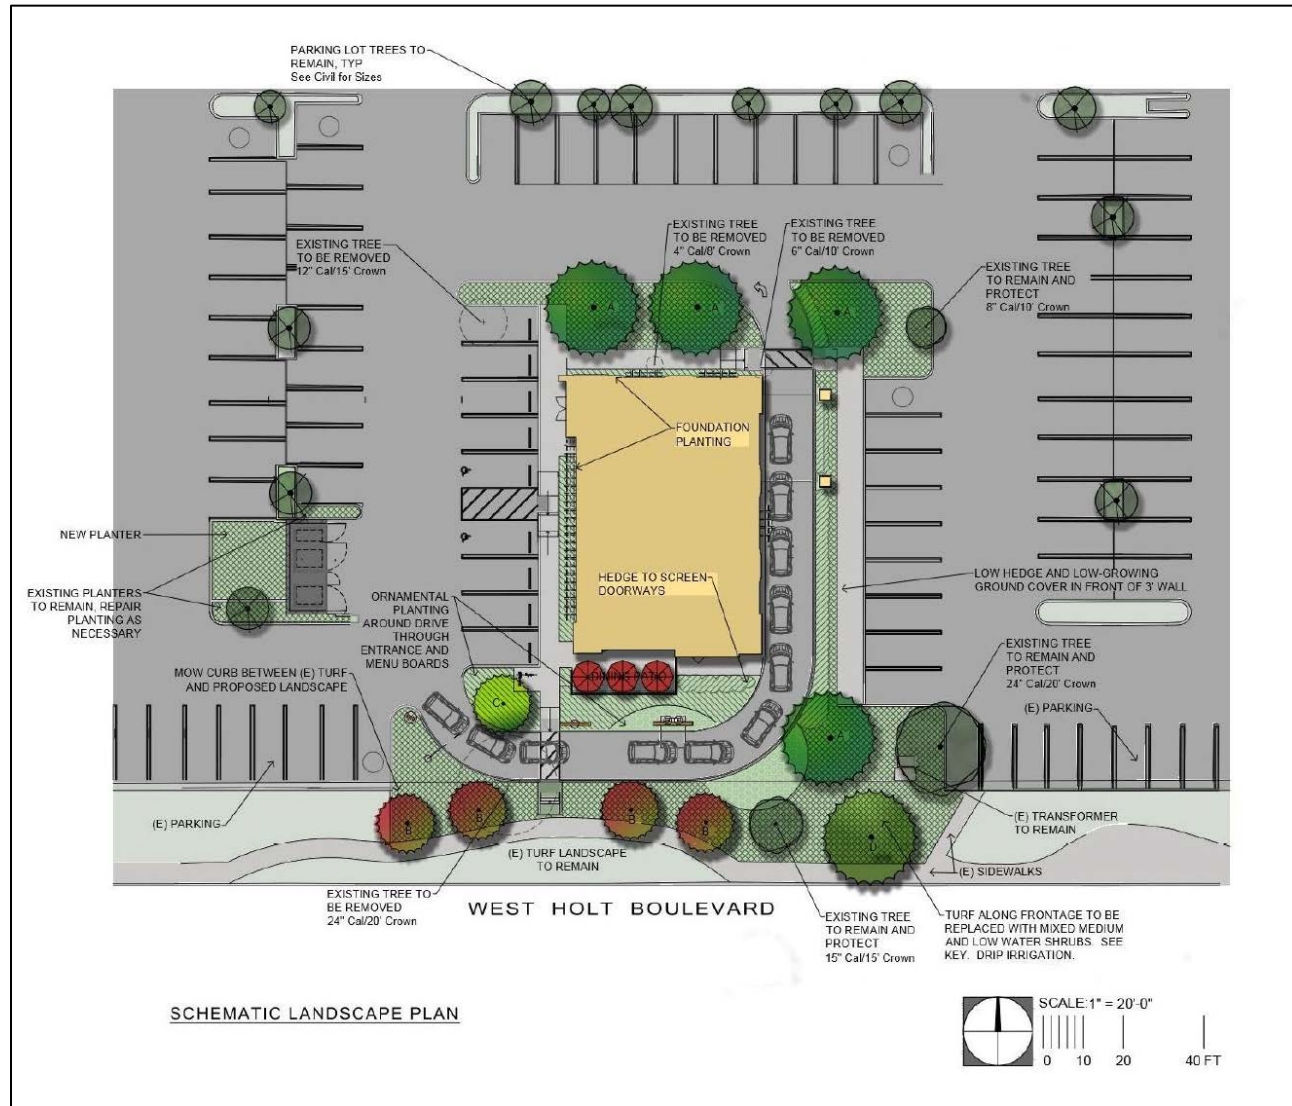 PARKING LOT TREES TO
REMAIN, TYP
See Civil for Sizes
EXISTING TREE
TO BE REMOVED
12" Cal/15' Crown
EXISTING TREE
TO BE REMOVED
4" Cal/8' Crown
EXISTING TREE
TO BE REMOVED
6" Cal/10' Crown
EXISTING TREE
TO REMAIN AND
PROTECT
8" Cal/10' Crown
A
A
A
FOUNDATION
PLANTING
NEW PLANTER
EXISTING PLANTERS
TO REMAIN, REPAIR
PLANTING AS
NECESSARY
HEDGE TO SCREEN
DOORWAYS
LOW HEDGE AND LOW-GROWING
GROUND COVER IN FRONT OF 3' WALL
ORNAMENTAL
PLANTING
AROUND DRIVE
THROUGH
ENTRANCE AND
MENU BOARDS
MOW CURB BETWEEN (E) TURF
AND PROPOSED LANDSCAPE
DINING PATIO
EXISTING TREE
TO REMAIN AND
PROTECT
24" Cal/20' Crown
(E) PARKING
C
A
(E) PARKING
B
B
B
B
D
(E) TRANSFORMER
TO REMAIN
(E) TURF LANDSCAPE
TO REMAIN
(E) SIDEWALKS
EXISTING TREE TO
BE REMOVED
24" Cal/20' Crown
WEST HOLT BOULEVARD
EXISTING TREE
TO REMAIN AND
PROTECT
15" Cal/15' Crown
TURF ALONG FRONTAGE TO BE
REPLACED WITH MIXED MEDIUM
AND LOW WATER SHRUBS. SEE
KEY. DRIP IRRIGATION.
SCHEMATIC LANDSCAPE PLAN
SCALE:1" = 20'-0"
0 10 20 40 FT